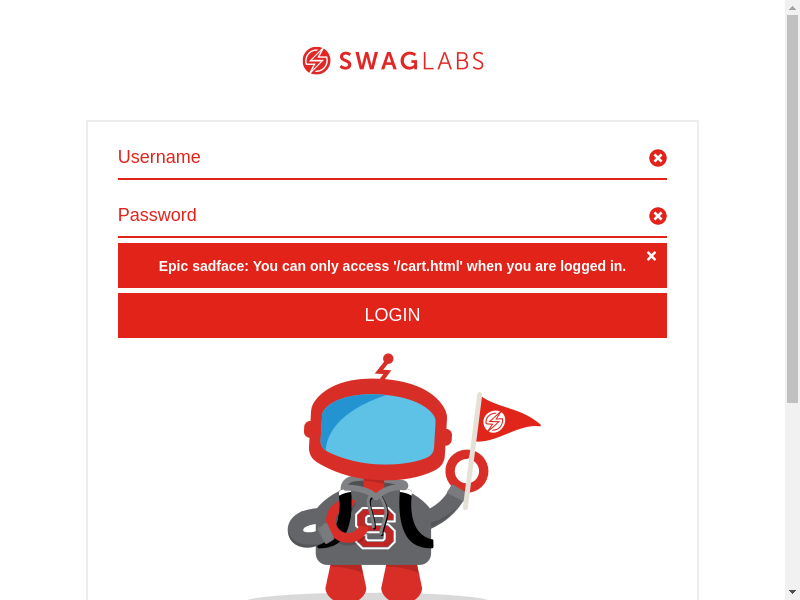 SWAGLABS
Username
Password
Epic sadface: You can only access '/cart.html' when you are logged in.
LOGIN
S